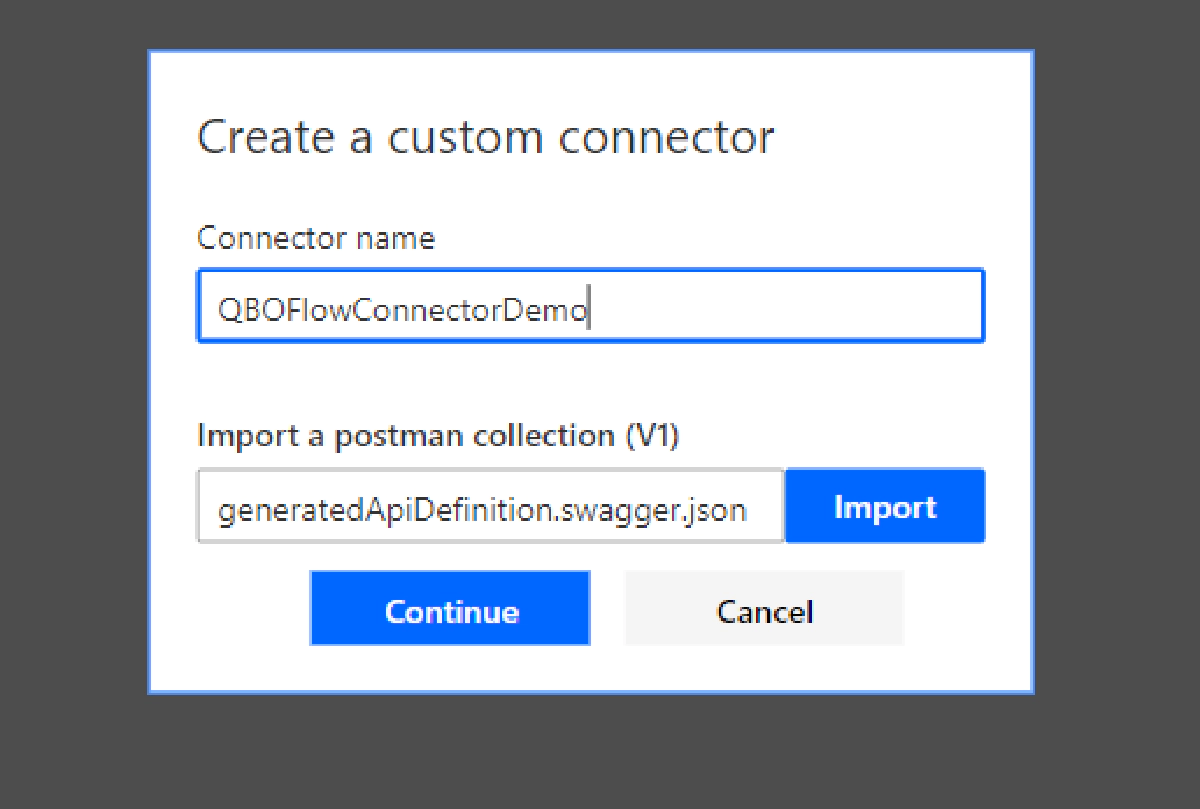 Create a custom connector
Connector name
QBOFlowConnectorDemo
Import a postman collection (V1)
generatedApiDefinition.swagger.json
Import
Continue
Cancel